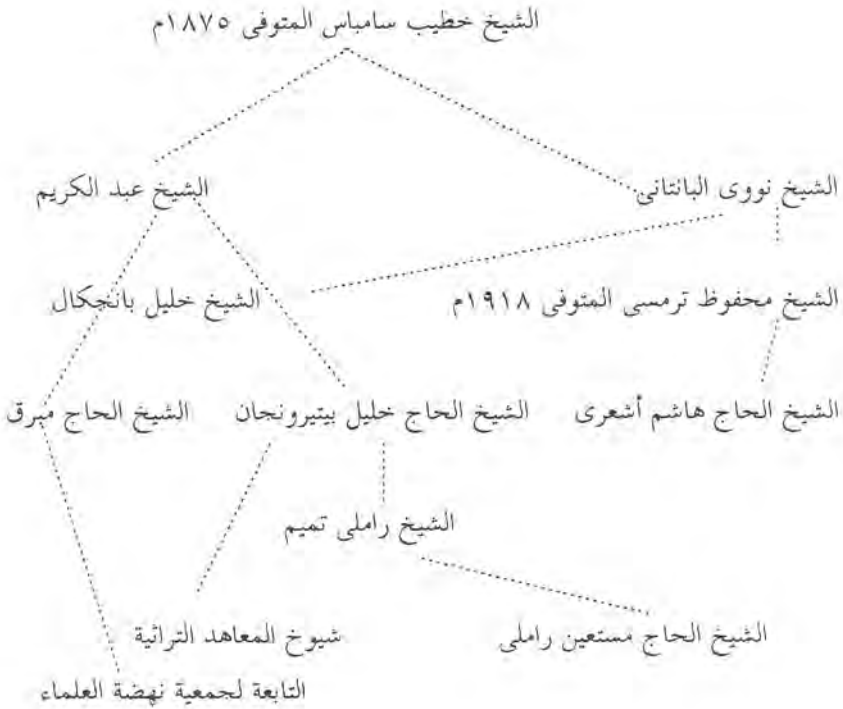 الشيخ خطيب سامباس المتوفى ١٨٧٥م
الشيخ نووى البانتانى الشيخ عبد الكريم
الشيخ محفوظ ترمسى المتوفى ١٩١٨م الشيخ خليل بانجكال
الشيخ الحاج هاشم أشعرى الشيخ الحاج خليل بيتيرونجان الشيخ الحاج مبرق
الشيخ راملى تميم
الشيخ الحاج مستعين راملى شيوخ المعاهد التراثية
التابعة لجمعية نهضة العلماء